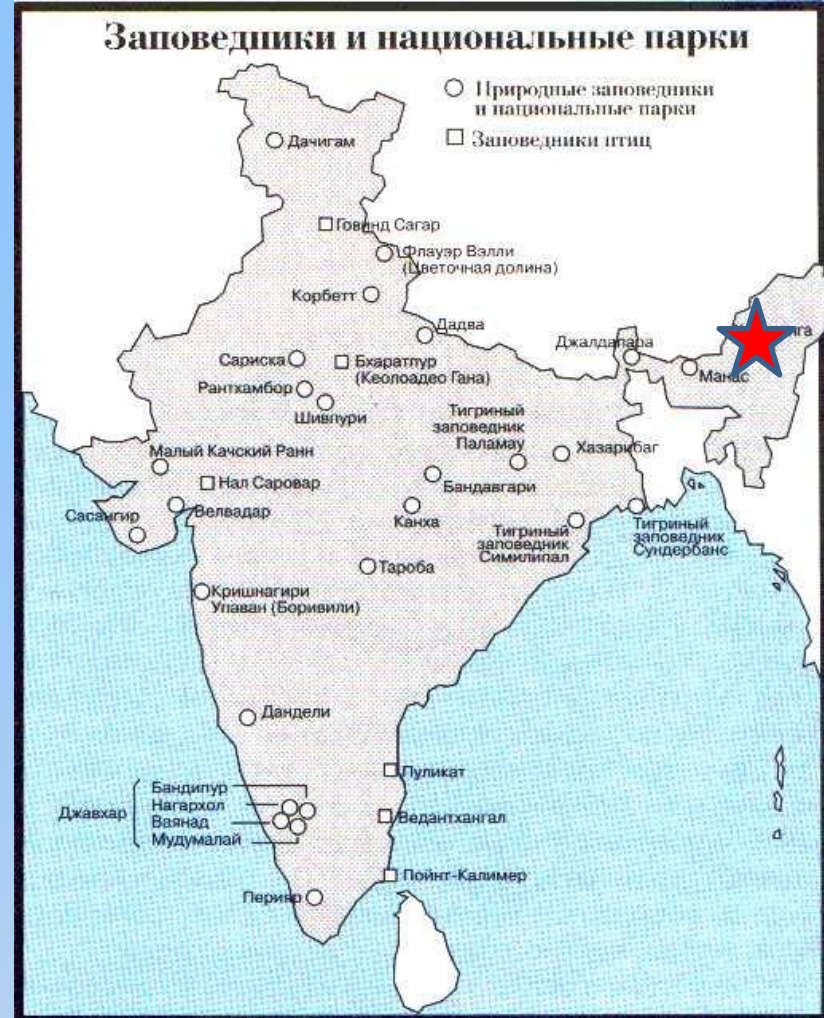 Заповедники и национальные парки
Природные заповедники
и национальные парки
Заповедники птиц
Дачигам
Говинд Сагар
Флауэр Вэлли
(Цветочная долина)
Корбетт
Дадва
Джалдапара
Сариска
Бхаратпур
(Кеолоадео Гана)
Манас
Рантхамбор
Шивпури
Тигриный
заповедник
Паламау
Хазарибаг
Малый Качский Ранн
Нал Саровар
Бандавгари
Велвадар
Сасангир
Канха
Тигриный
заповедник
Симилипал
Тигриный
заповедник
Сундербанс
Тароба
Кришнагири
Упаван (Боривили)
Дандели
Пуликат
Джавхар
Бандипур
Нагархол
Ваянад
Мудумалай
Ведантхангал
Пойнт-Калимер
Перияр